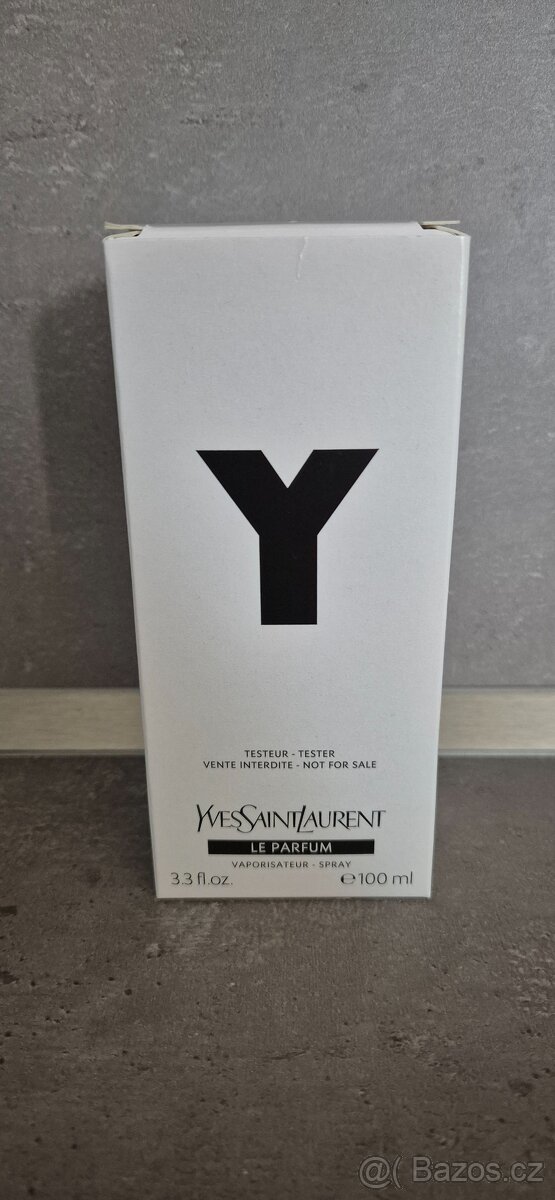 Y
TESTEUR - TESTER
VENTE INTERDITE - NOT FOR SALE
YVESSAINTLAURENT
LE PARFUM
VAPORISATEUR - SPRAY
3.3 fl.oz. ℮100 ml
@( Bazos.cz